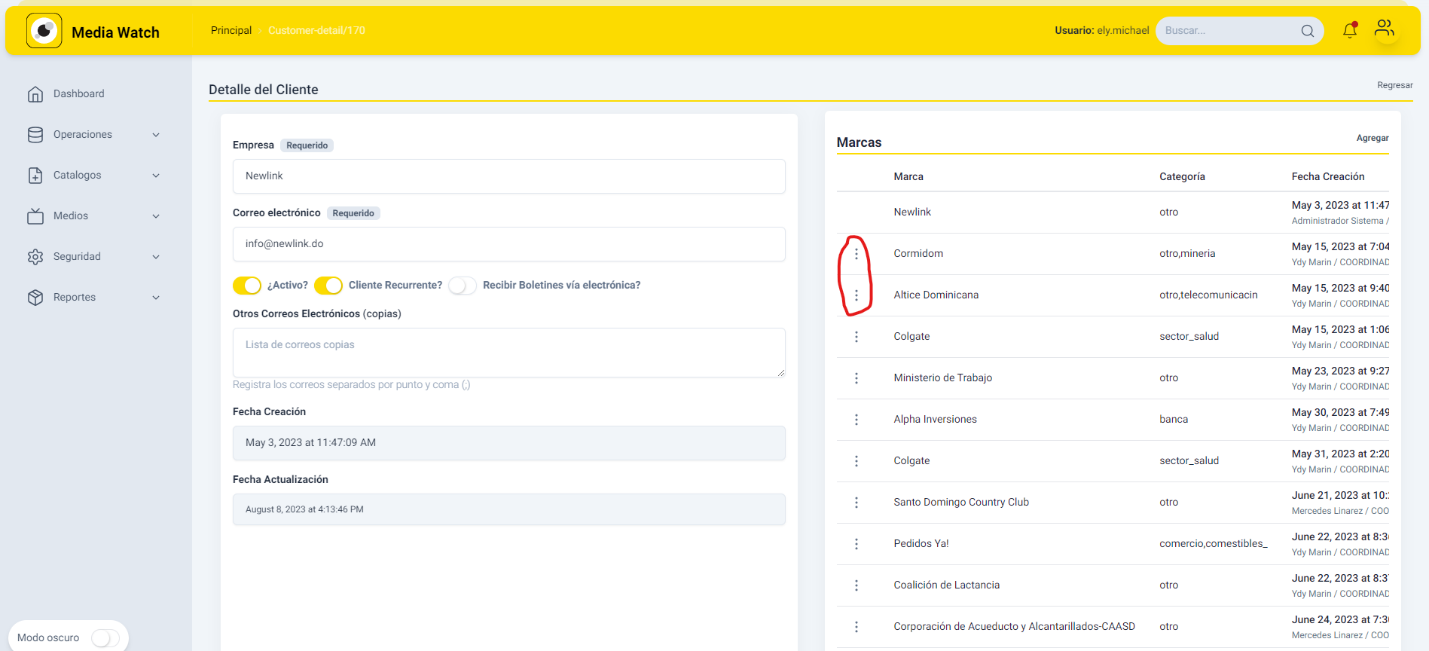 Media Watch
Principal
Customer-detail/170
Usuario: ely.michael
Buscar...
Dashboard
Operaciones
Catalogos
Medios
Seguridad
Reportes
Modo oscuro
Detalle del Cliente
Regresar
Empresa Requerido
Newlink
Correo electrónico Requerido
info@newlink.do
¿Activo? Cliente Recurrente? Recibir Boletines vía electrónica?
Otros Correos Electrónicos (copias)
Lista de correos copias
Registra los correos separados por punto y coma (;)
Fecha Creación
May 3, 2023 at 11:47:09 AM
Fecha Actualización
August 8, 2023 at 4:13:46 PM
Marcas
Agregar
Marca Categoría Fecha Creación
Newlink otro May 3, 2023 at 11:47
Administrador Sistema /
Cormidom otro,mineria May 15, 2023 at 7:04
Ydy Marin / COORDINAD
Altice Dominicana otro,telecomunicacin May 15, 2023 at 9:40
Ydy Marin / COORDINAD
Colgate sector_salud May 15, 2023 at 1:06
Ydy Marin / COORDINAD
Ministerio de Trabajo otro May 23, 2023 at 9:27
Ydy Marin / COORDINAD
Alpha Inversiones banca May 30, 2023 at 7:49
Ydy Marin / COORDINAD
Colgate sector_salud May 31, 2023 at 2:20
Ydy Marin / COORDINAD
Santo Domingo Country Club otro June 21, 2023 at 10:
Mercedes Linarez / COO
Pedidos Ya! comercio,comestibles_ June 22, 2023 at 8:3
Ydy Marin / COORDINAD
Coalición de Lactancia otro June 22, 2023 at 8:3
Ydy Marin / COORDINAD
Corporación de Acueducto y Alcantarillados-CAASD otro June 24, 2023 at 7:3
Mercedes Linarez / COO